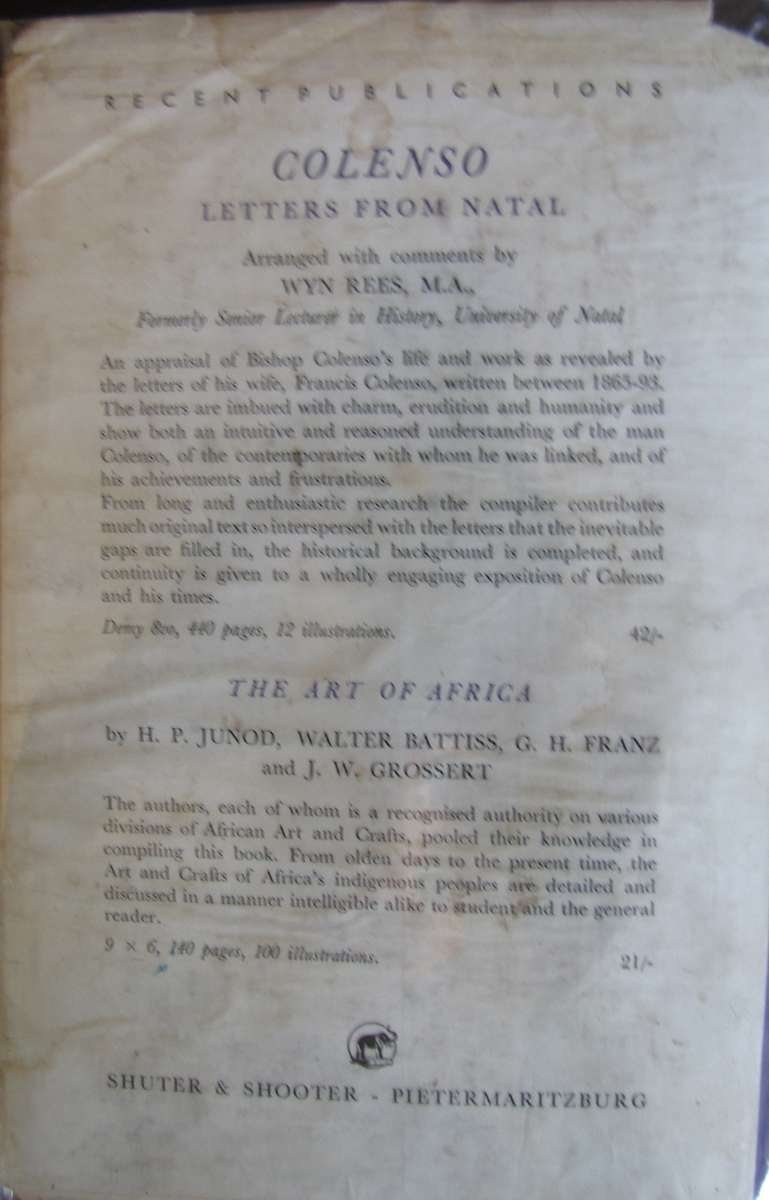 RECENT PUBLICATIONS
COLENSO
LETTERS FROM NATAL
Arranged with comments by
WYN REES, M.A.,
Formerly Senior Lecturer in History, University of Natal
An appraisal of Bishop Colenso's life and work as revealed by
the letters of his wife, Francis Colenso, written between 1865-93.
The letters are imbued with charm, erudition and humanity and
show both an intuitive and reasoned understanding of the man
Colenso, of the contemporaries with whom he was linked, and of
his achievements and frustrations.
From long and enthusiastic research the compiler contributes
much original text so interspersed with the letters that the inevitable
gaps are filled in, the historical background is completed, and
continuity is given to a wholly engaging exposition of Colenso
and his times.
Demy 8vo, 440 pages, 12 illustrations. 42/-
THE ART OF AFRICA
by H. P. JUNOD, WALTER BATTISS, G. H. FRANZ
and J. W. GROSSERT
The authors, each of whom is a recognised authority on various
divisions of African Art and Crafts, pooled their knowledge in
compiling this book. From olden days to the present time, the
Art and Crafts of Africa's indigenous peoples are detailed and
discussed in a manner intelligible alike to student and the general
reader.
9 × 6, 140 pages, 100 illustrations. 21/-
SHUTER & SHOOTER - PIETERMARITZBURG